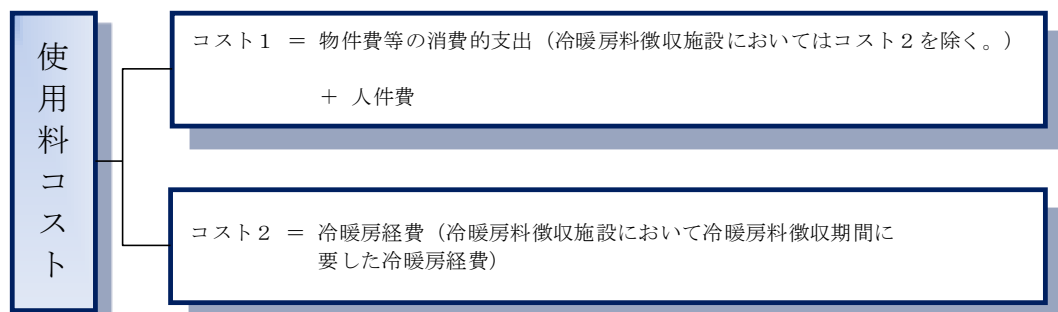 使用料コスト
コスト１ ＝ 物件費等の消費的支出（冷暖房料徴収施設においてはコスト２を除く。）
＋ 人件費
コスト２ ＝ 冷暖房経費（冷暖房料徴収施設において冷暖房料徴収期間に
要した冷暖房経費）